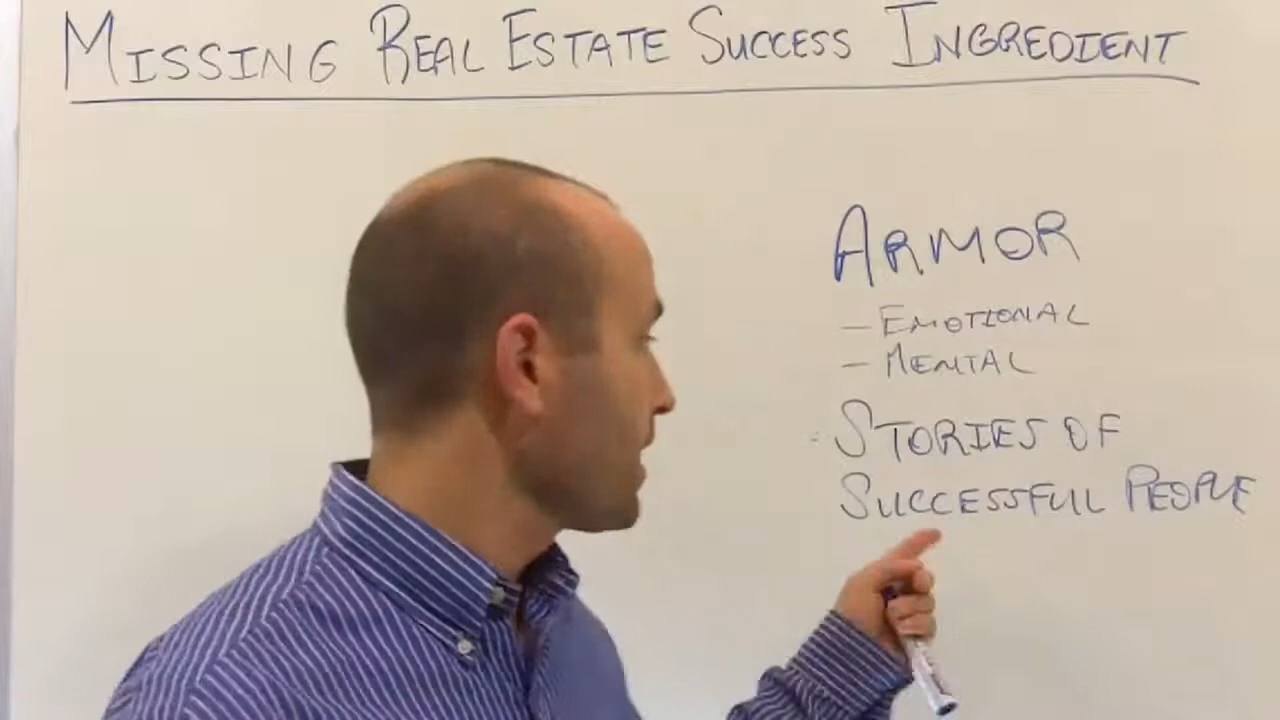 MISSING REAL ESTATE SUCCESS INGREDIENT
ARMOR
- EMOTIONAL
- MENTAL
- STORIES OF
SUCCESSFUL PEOPLE